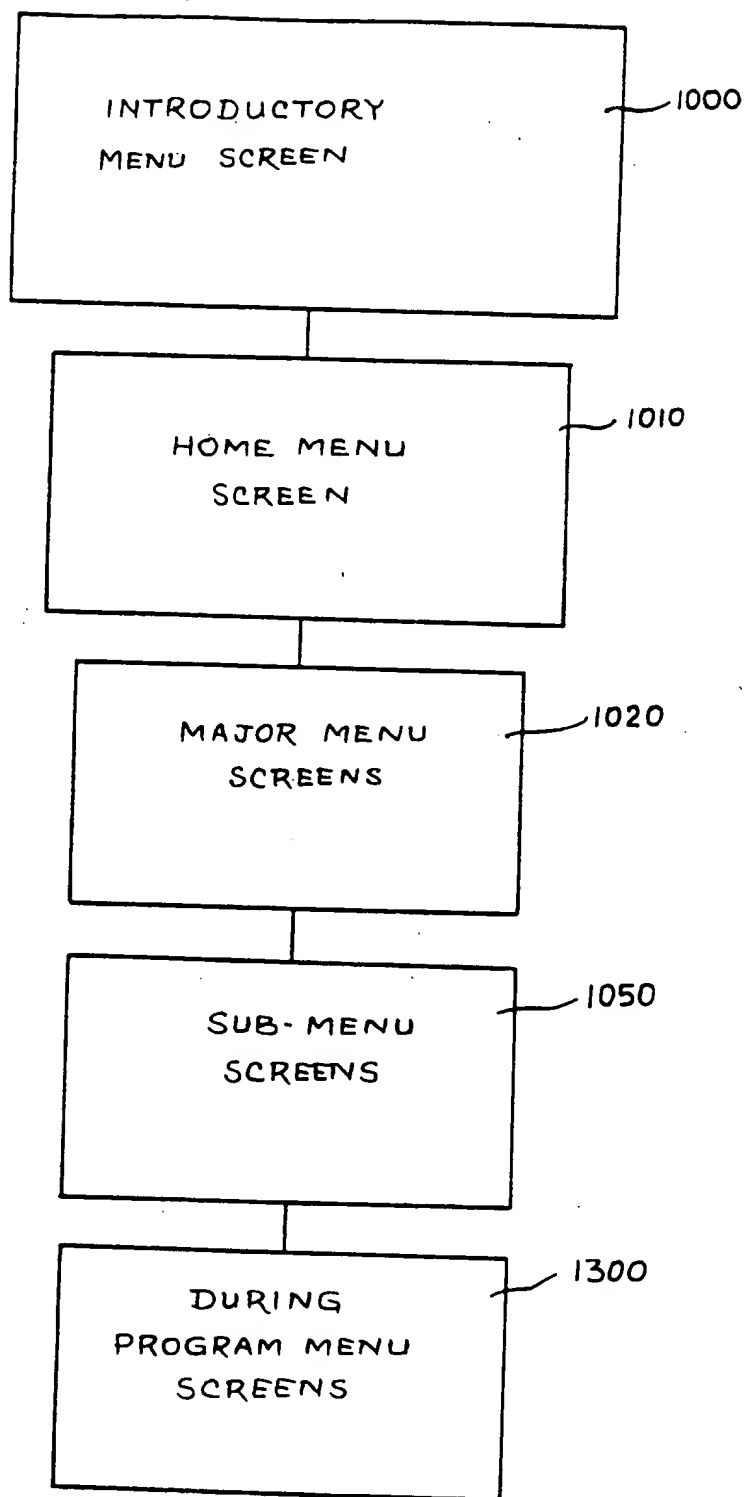 INTRODUCTORY
MENU SCREEN
1000
HOME MENU
SCREEN
1010
MAJOR MENU
SCREENS
1020
SUB-MENU
SCREENS
1050
DURING
PROGRAM MENU
SCREENS
1300